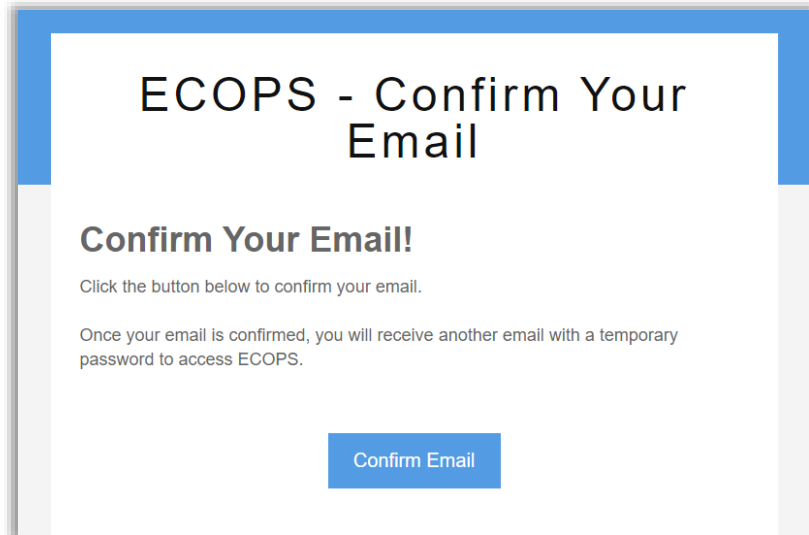 ECOPS - Confirm Your
Email
Confirm Your Email!
Click the button below to confirm your email.
Once your email is confirmed, you will receive another email with a temporary
password to access ECOPS.
Confirm Email